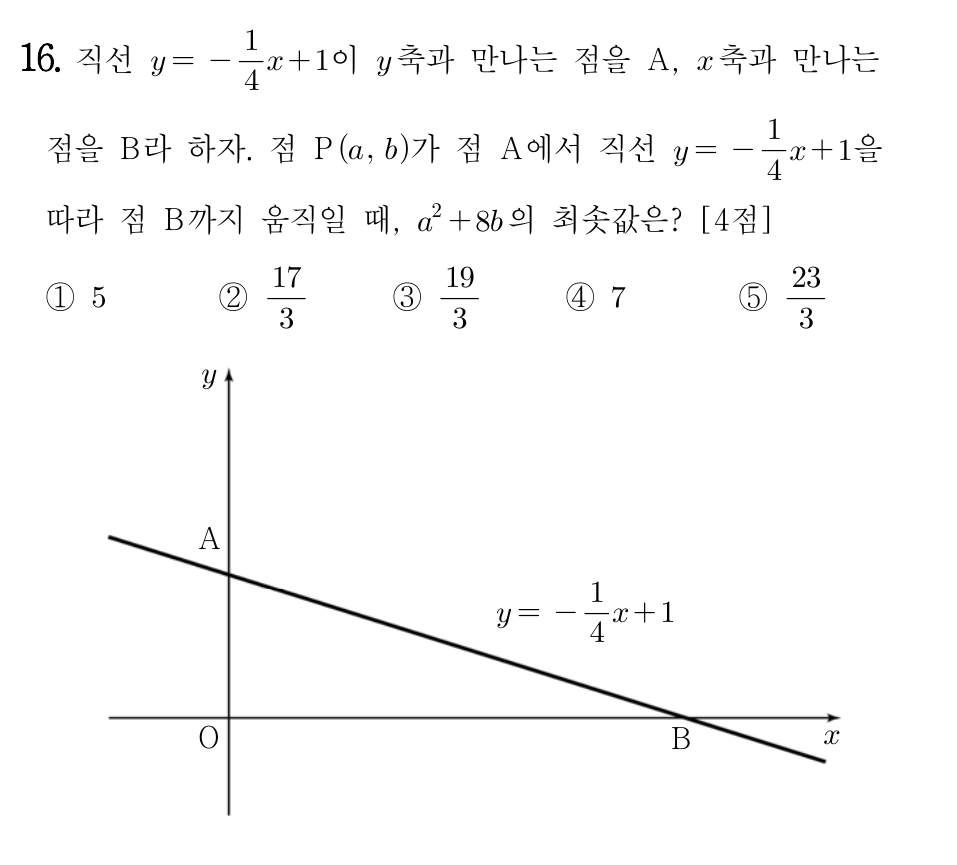 16. 직선 y = -1/4 x+1이 y축과 만나는 점을 A, x축과 만나는
점을 B라 하자. 점 P(a, b)가 점 A에서 직선 y = -1/4 x+1을
따라 점 B까지 움직일 때, a²+8b의 최솟값은? [4점]
① 5 ② 17/3 ③ 19/3 ④ 7 ⑤ 23/3
y
A
y = -1/4 x+1
O B x